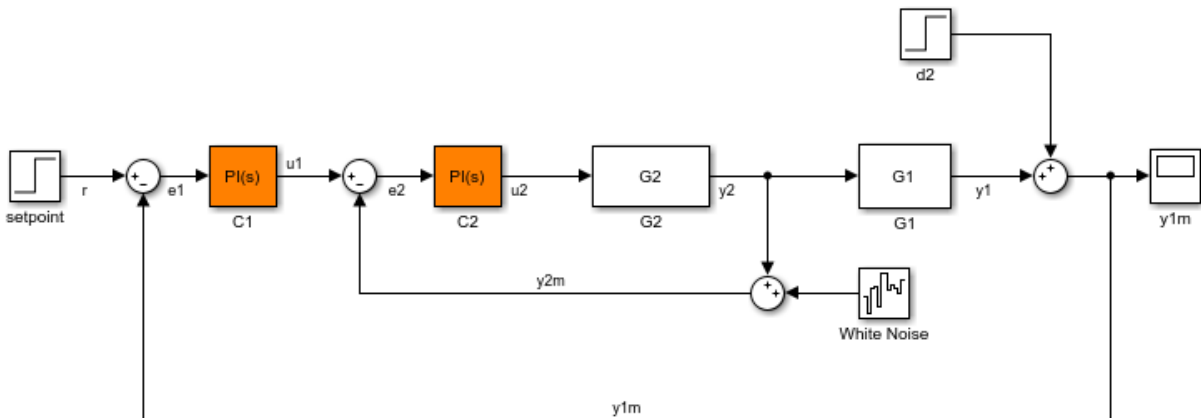 d2
setpoint
r
+
−
e1
PI(s)
C1
u1
+
−
e2
PI(s)
C2
u2
G2
G2
y2
G1
G1
y1
+
+
y1m
y2m
+
+
White Noise
y1m